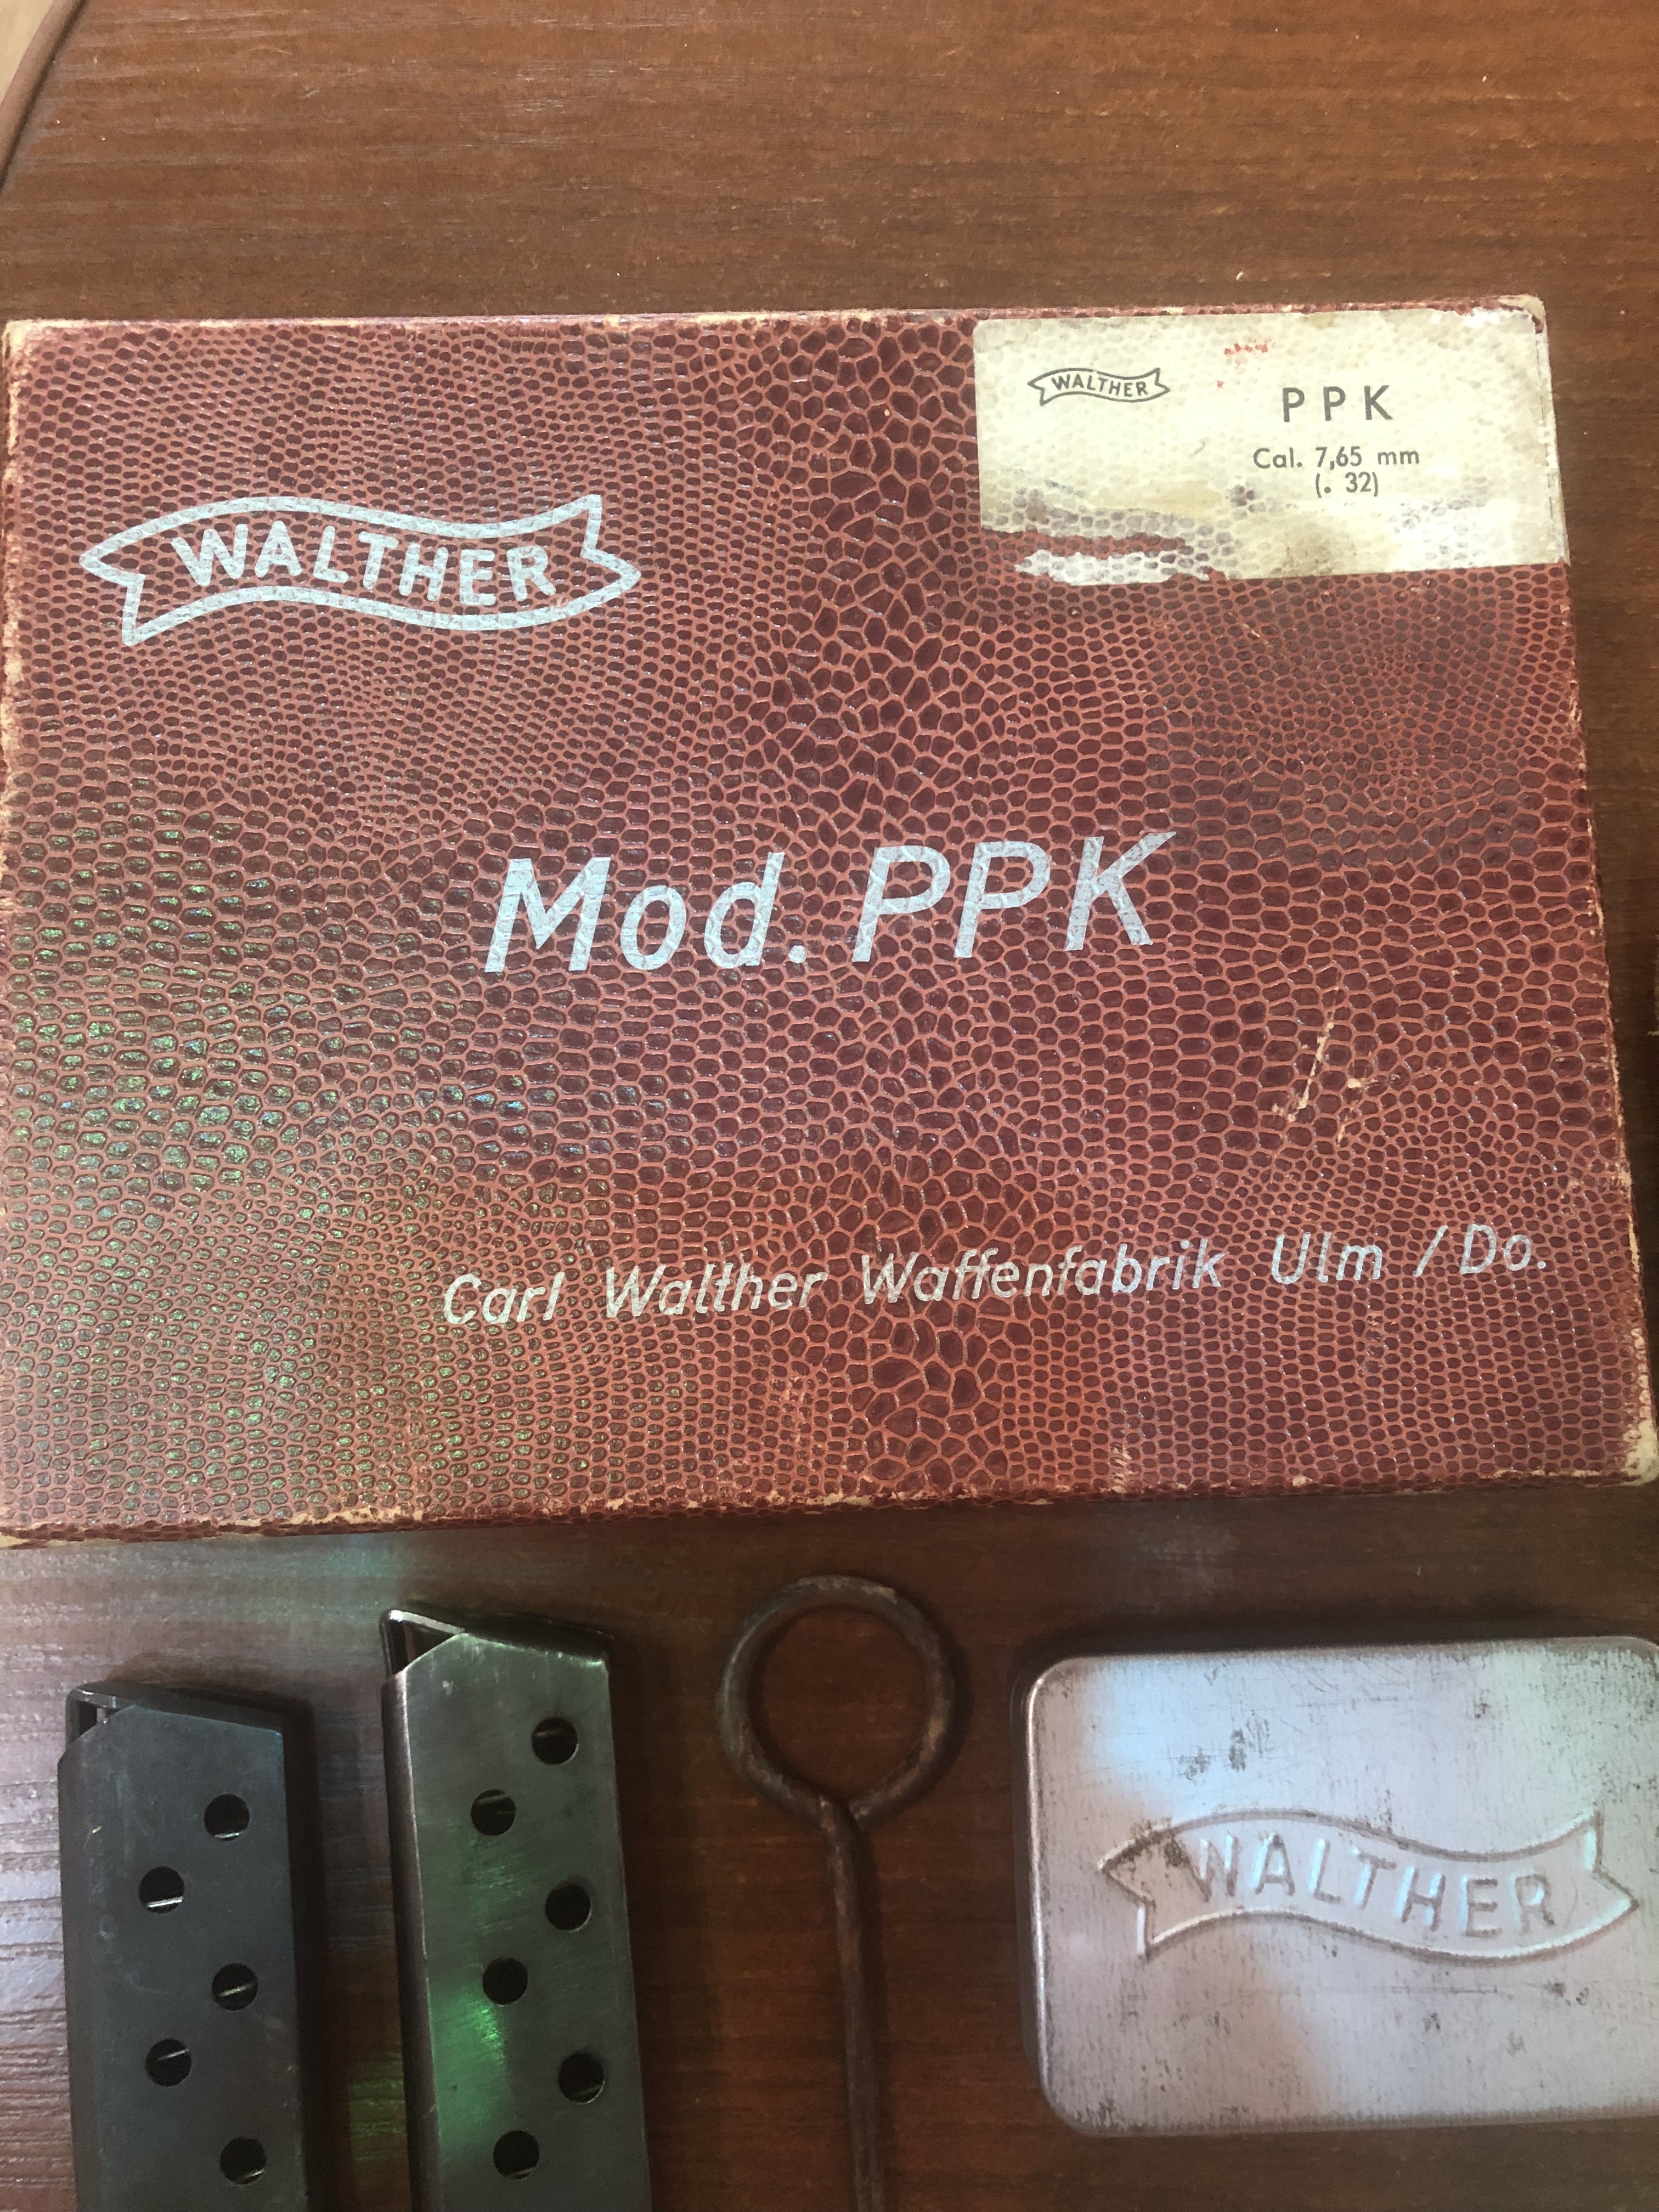 WALTHER
PPK
Cal. 7,65 mm
(. 32)
WALTHER
Mod. PPK
Carl Walther Waffenfabrik Ulm / Do.
WALTHER